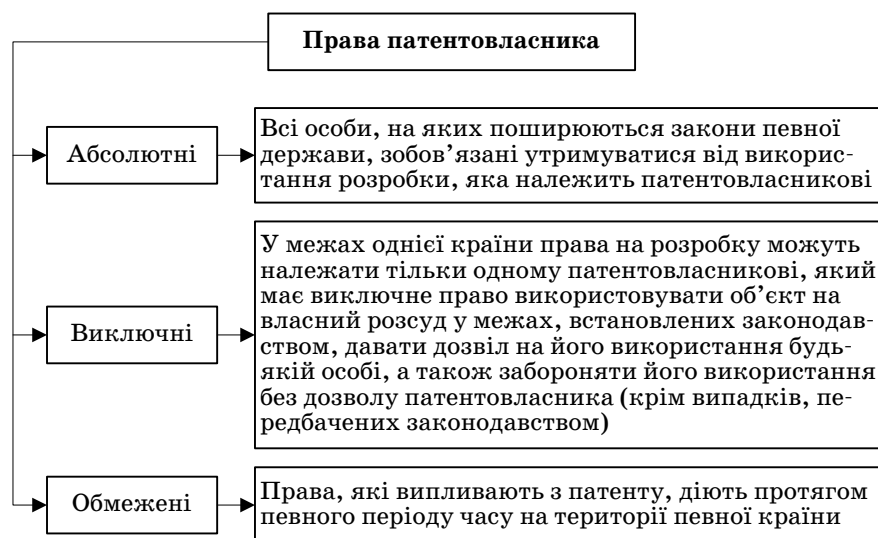 Права патентовласника
Абсолютні
Всі особи, на яких поширюються закони певної
держави, зобов’язані утримуватися від викорис-
тання розробки, яка належить патентовласникові
Виключні
У межах однієї країни права на розробку можуть
належати тільки одному патентовласникові, який
має виключне право використовувати об’єкт на
власний розсуд у межах, встановлених законодав-
ством, давати дозвіл на його використання будь-
якій особі, а також забороняти його використання
без дозволу патентовласника (крім випадків, пе-
редбачених законодавством)
Обмежені
Права, які випливають з патенту, діють протягом
певного періоду часу на території певної країни